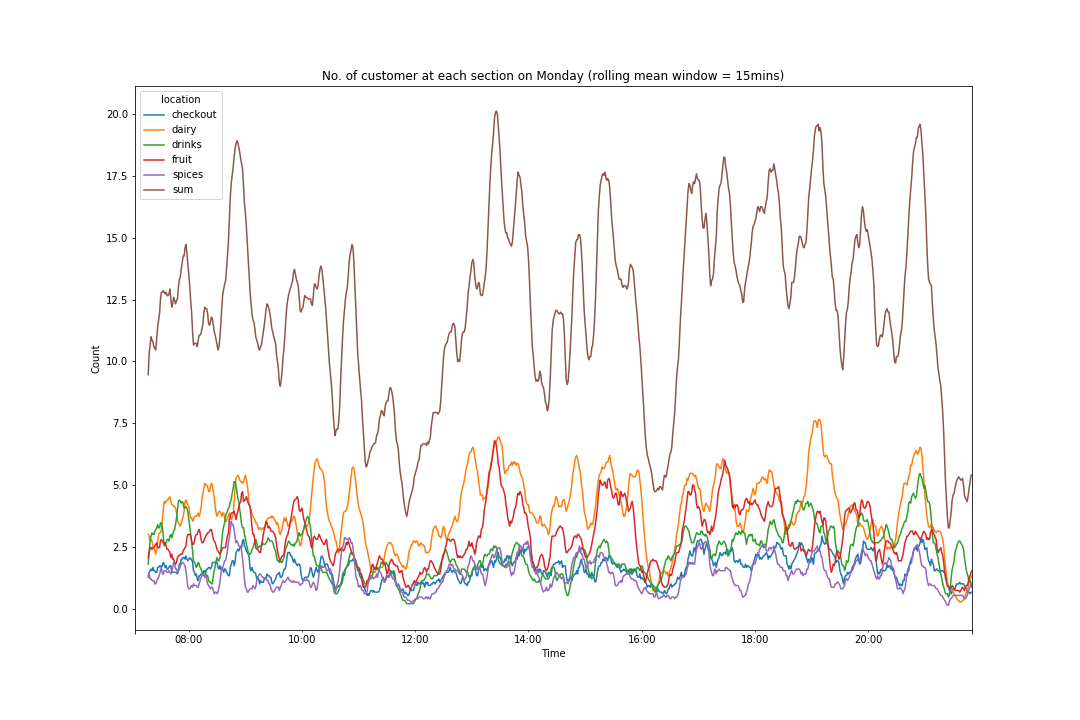 No. of customer at each section on Monday (rolling mean window = 15mins)
location
checkout
dairy
drinks
fruit
spices
sum
20.0
17.5
15.0
12.5
10.0
7.5
5.0
2.5
0.0
Count
08:00 10:00 12:00 14:00 16:00 18:00 20:00
Time